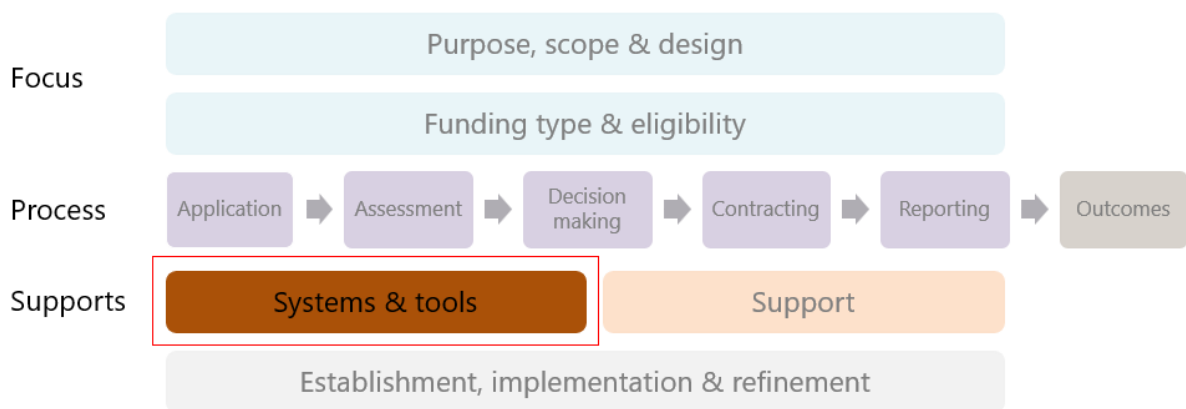 Purpose, scope & design
Focus
Funding type & eligibility
Process
Application
Assessment
Decision
making
Contracting
Reporting
Outcomes
Supports
Systems & tools
Support
Establishment, implementation & refinement